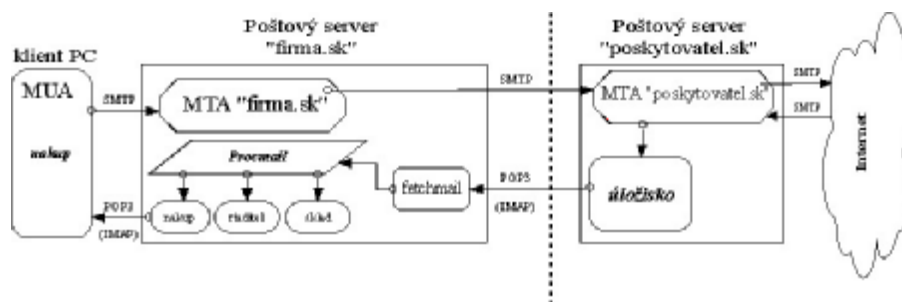 Poštový server
"firma.sk"
Poštový server
"poskytovatel.sk"
klient PC
MUA
nakup
SMTP
MTA "firma.sk"
SMTP
MTA "poskytovatel.sk"
SMTP
SMTP
Internet
Procmail
fetchmail
POP3
(IMAP)
úložisko
nakup
riaditel
sklad
POP3
(IMAP)